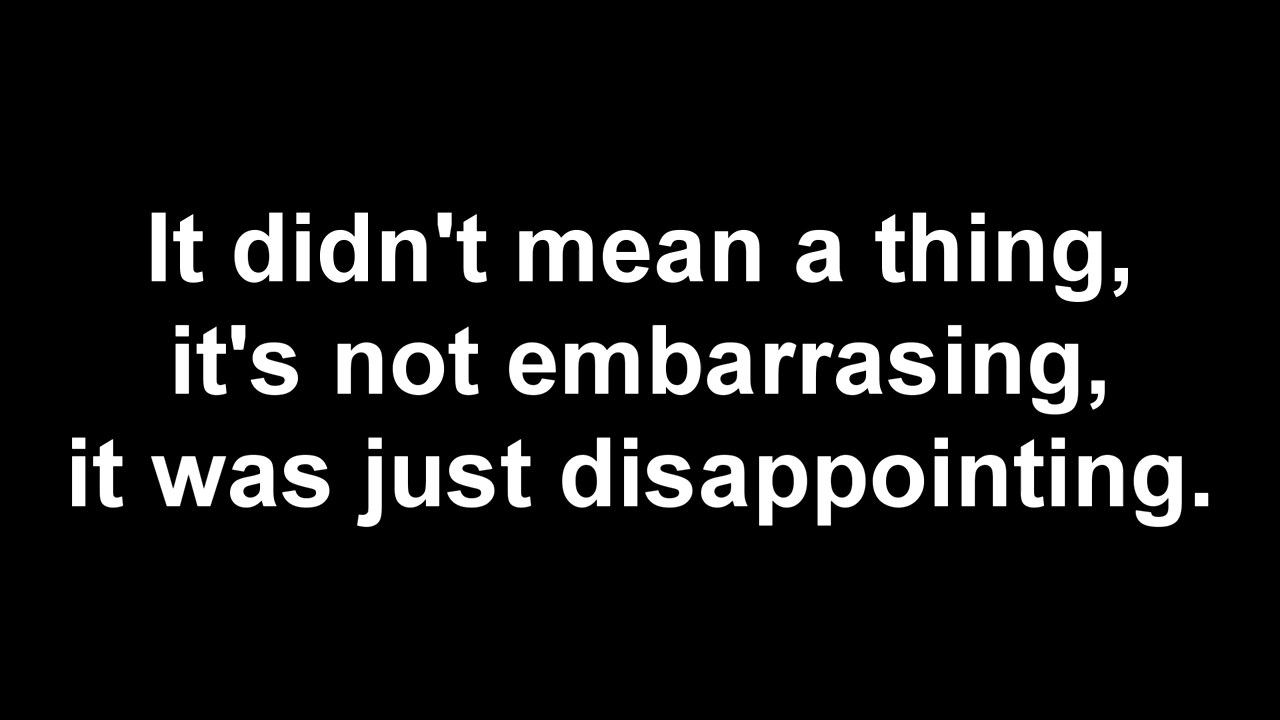 It didn't mean a thing,
it's not embarrasing,
it was just disappointing.